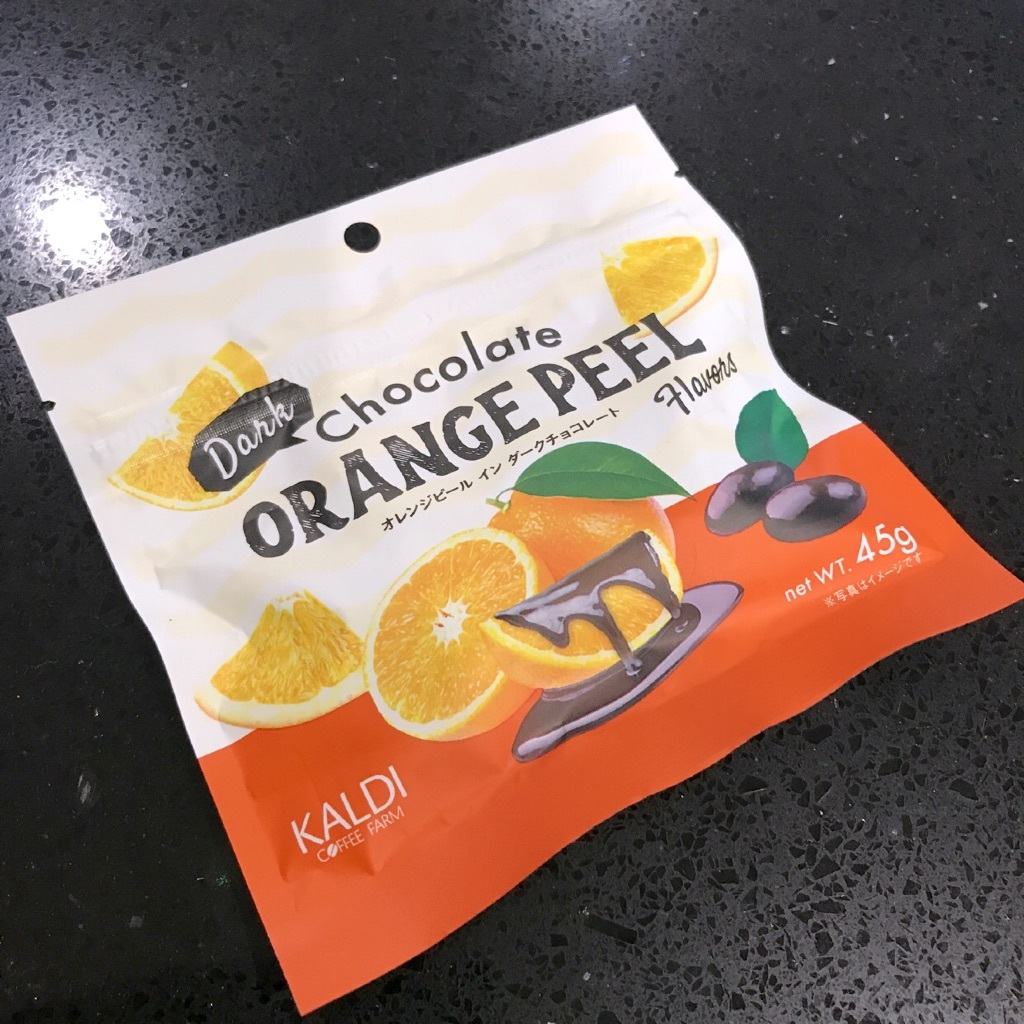 Dark Chocolate
ORANGE PEEL
Flavors
オレンジピール イン ダークチョコレート
net WT. 45g
※写真はイメージです
KALDI
COFFEE FARM